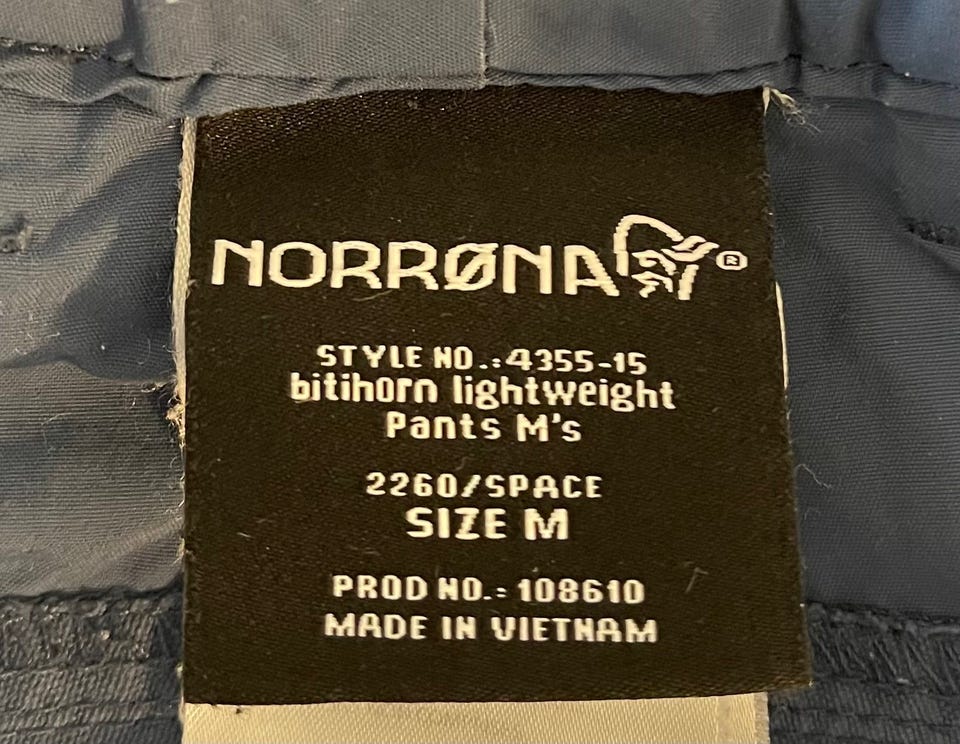 NORRØNA®
STYLE NO.:4355-15
bitihorn lightweight
Pants M's
2260/SPACE
SIZE M
PROD NO.: 108610
MADE IN VIETNAM